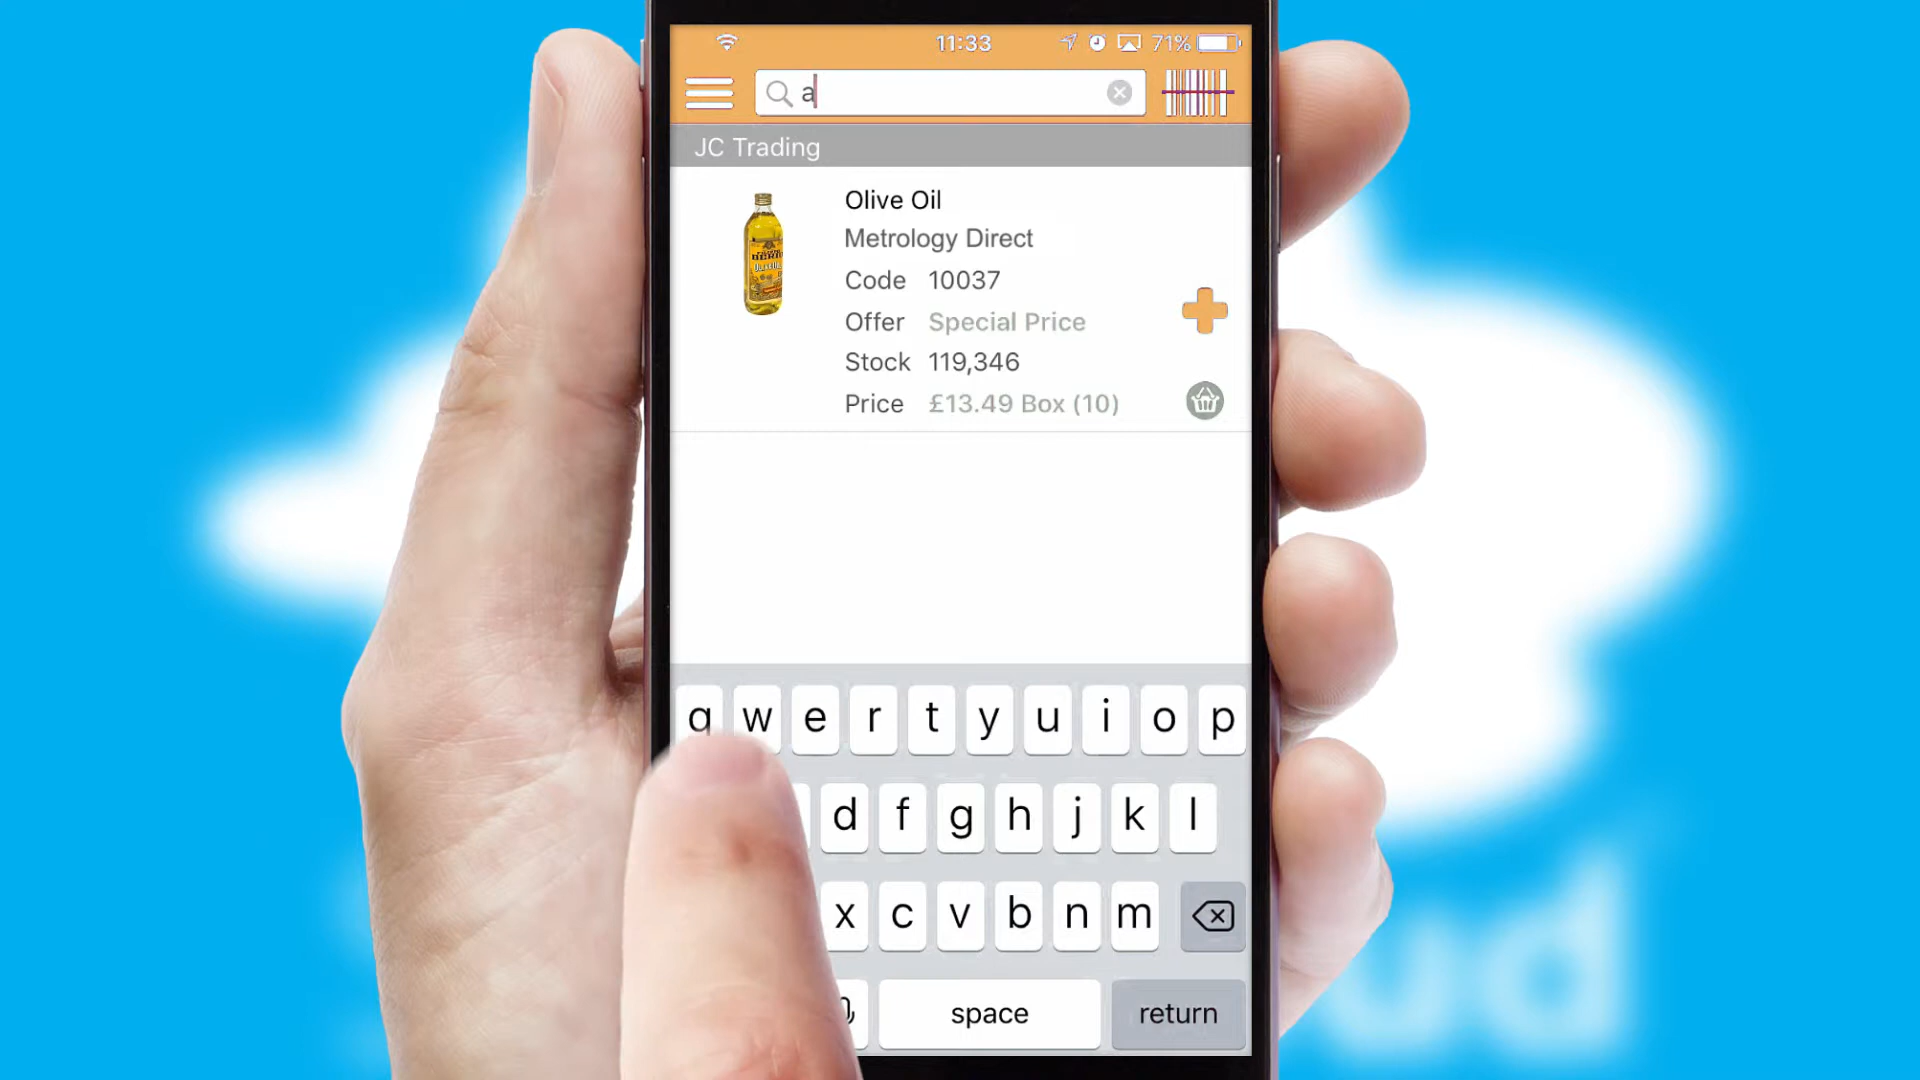 11:33
71%
a
JC Trading
Olive Oil
Metrology Direct
Code 10037
Offer Special Price
Stock 119,346
Price £13.49 Box (10)
q w e r t y u i o p
d f g h j k l
x c v b n m
space return
ud